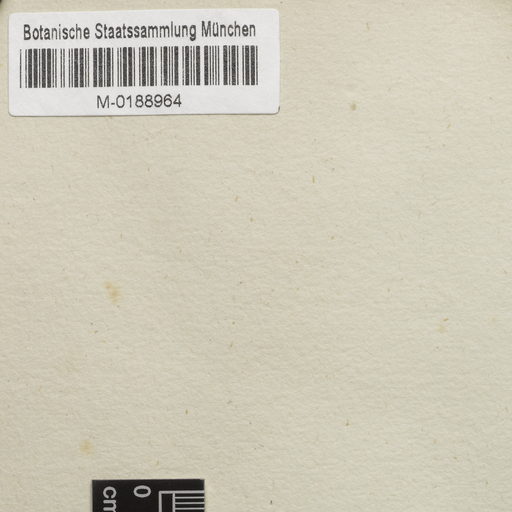 Botanische Staatssammlung München
M-0188964
cm
0